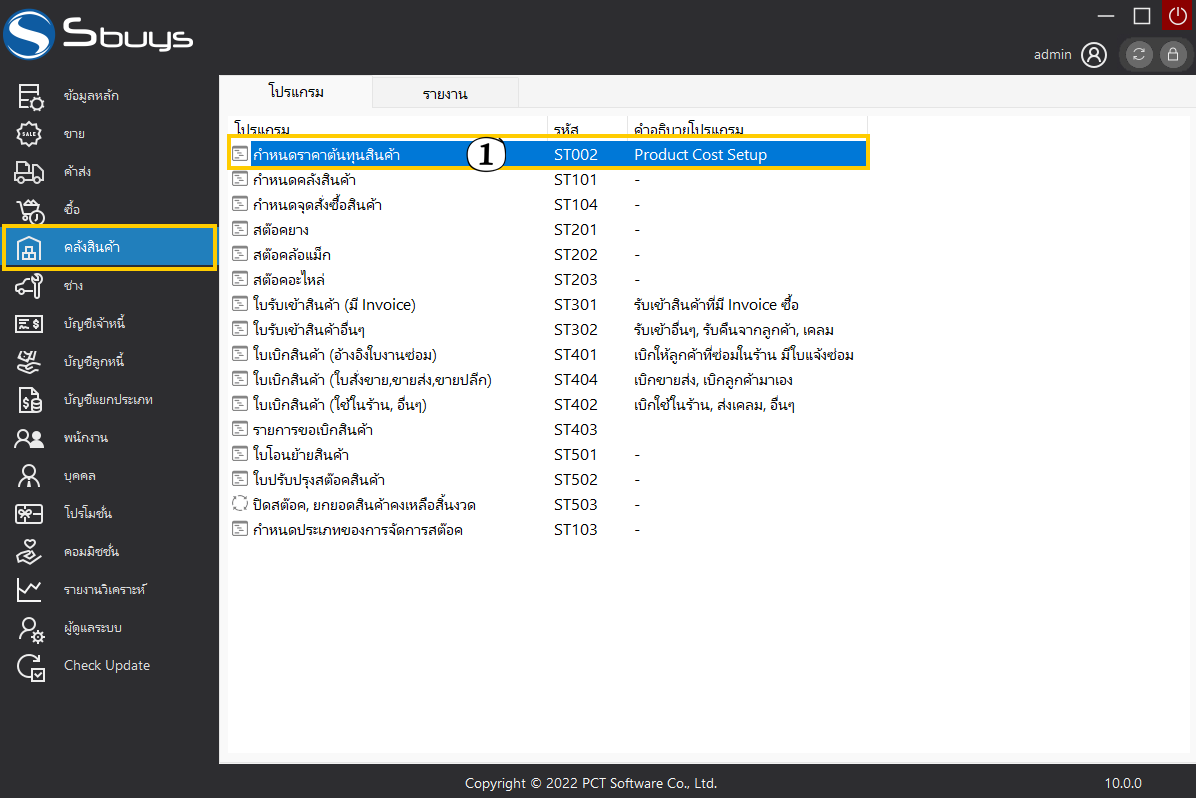 Sbuys
admin
ข้อมูลหลัก
ขาย
SALE
ค้าส่ง
ซื้อ
คลังสินค้า
ช่าง
บัญชีเจ้าหนี้
บัญชีลูกหนี้
บัญชีแยกประเภท
พนักงาน
บุคคล
โปรโมชั่น
คอมมิชชั่น
รายงานวิเคราะห์
ผู้ดูแลระบบ
Check Update
โปรแกรม รายงาน
โปรแกรม รหัส คำอธิบายโปรแกรม
กำหนดราคาต้นทุนสินค้า 1 ST002 Product Cost Setup
กำหนดคลังสินค้า ST101 -
กำหนดจุดสั่งซื้อสินค้า ST104 -
สต๊อคยาง ST201 -
สต๊อคล้อแม็ก ST202 -
สต๊อคอะไหล่ ST203 -
ใบรับเข้าสินค้า (มี Invoice) ST301 รับเข้าสินค้าที่มี Invoice ซื้อ
ใบรับเข้าสินค้าอื่นๆ ST302 รับเข้าอื่นๆ, รับคืนจากลูกค้า, เคลม
ใบเบิกสินค้า (อ้างอิงใบงานซ่อม) ST401 เบิกให้ลูกค้าที่ซ่อมในร้าน มีใบแจ้งซ่อม
ใบเบิกสินค้า (ใบสั่งขาย,ขายส่ง,ขายปลีก) ST404 เบิกขายส่ง, เบิกลูกค้ามาเอง
ใบเบิกสินค้า (ใช้ในร้าน, อื่นๆ) ST402 เบิกใช้ในร้าน, ส่งเคลม, อื่นๆ
รายการขอเบิกสินค้า ST403
ใบโอนย้ายสินค้า ST501 -
ใบปรับปรุงสต๊อคสินค้า ST502 -
ปิดสต๊อค, ยกยอดสินค้าคงเหลือสิ้นงวด ST503 -
กำหนดประเภทของการจัดการสต๊อค ST103 -
Copyright © 2022 PCT Software Co., Ltd. 10.0.0